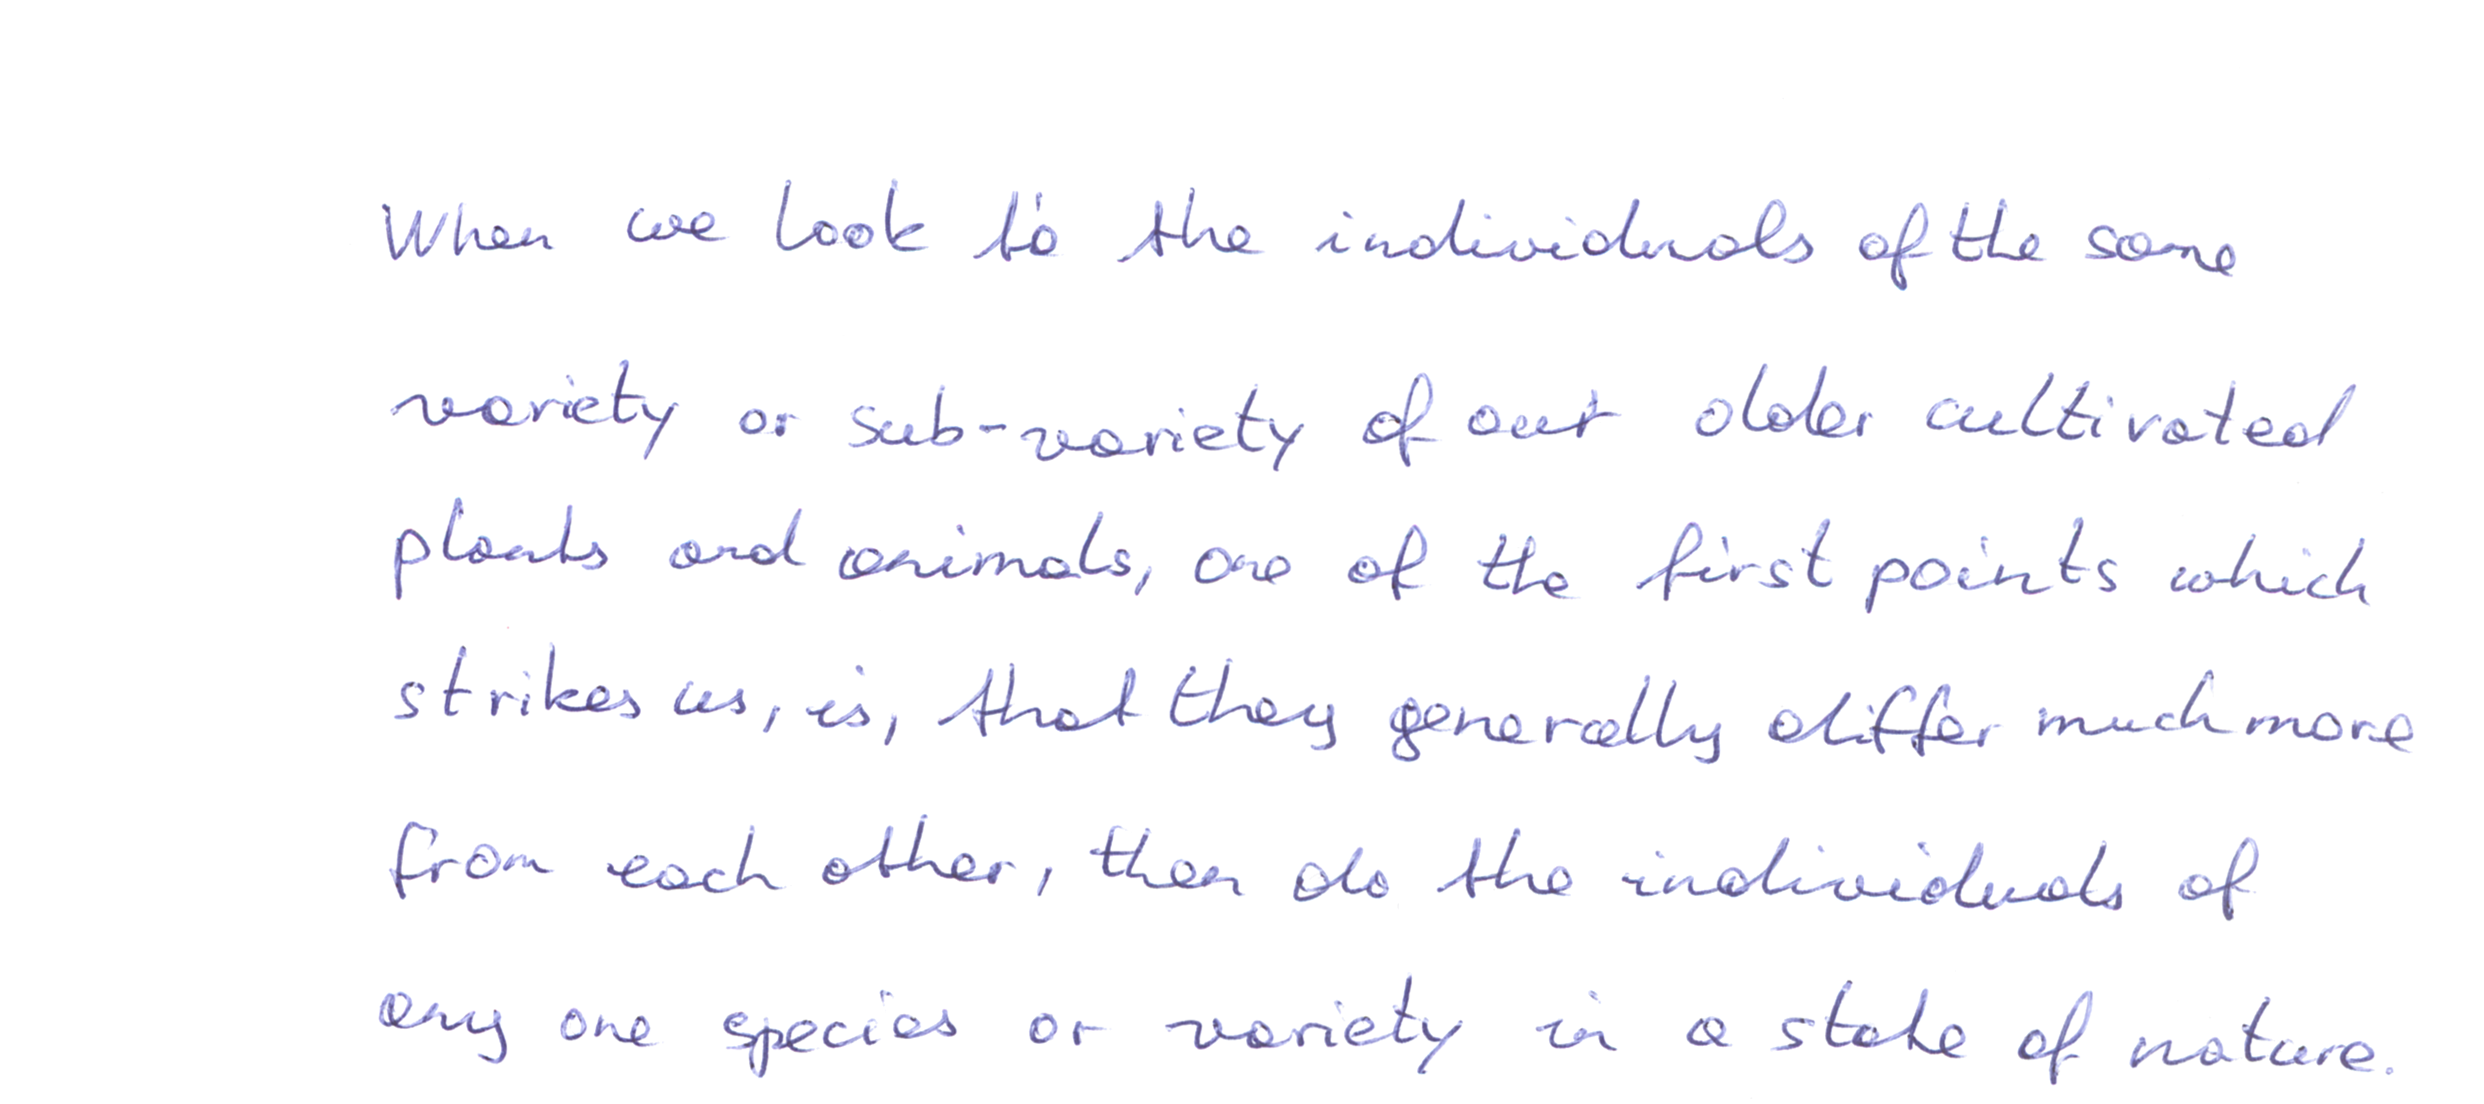 When we look to the individuals of the same
variety or sub-variety of our older cultivated
plants and animals, one of the first points which
strikes us, is, that they generally differ much more
from each other, than do the individuals of
any one species or variety in a state of nature.